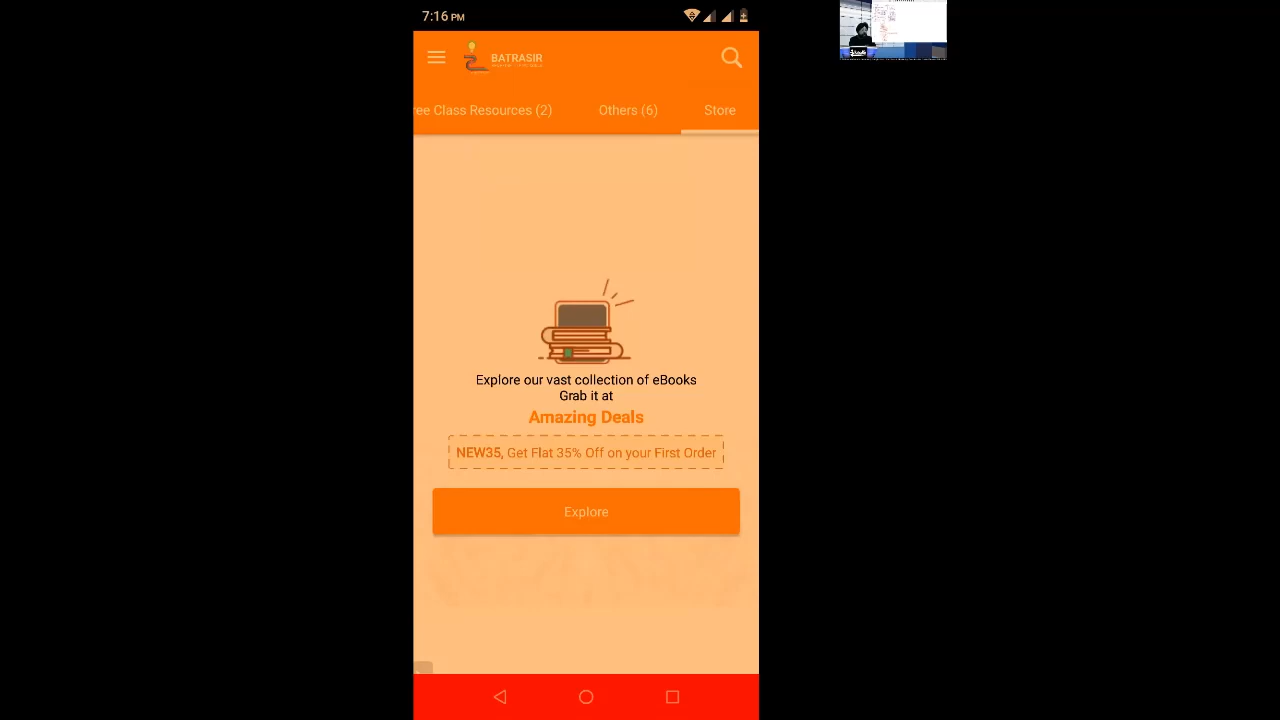 7:16 PM
BATRASIR
ree Class Resources (2)
Others (6)
Store
Explore our vast collection of eBooks
Grab it at
Amazing Deals
NEW35, Get Flat 35% Off on your First Order
Explore